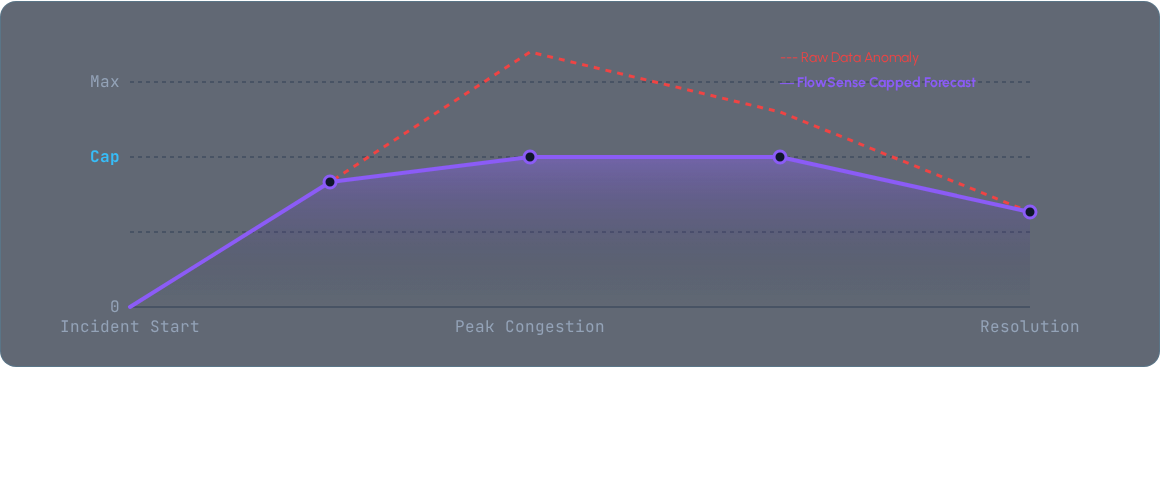 --- Raw Data Anomaly
Max
— FlowSense Capped Forecast
Cap
0
Incident Start
Peak Congestion
Resolution